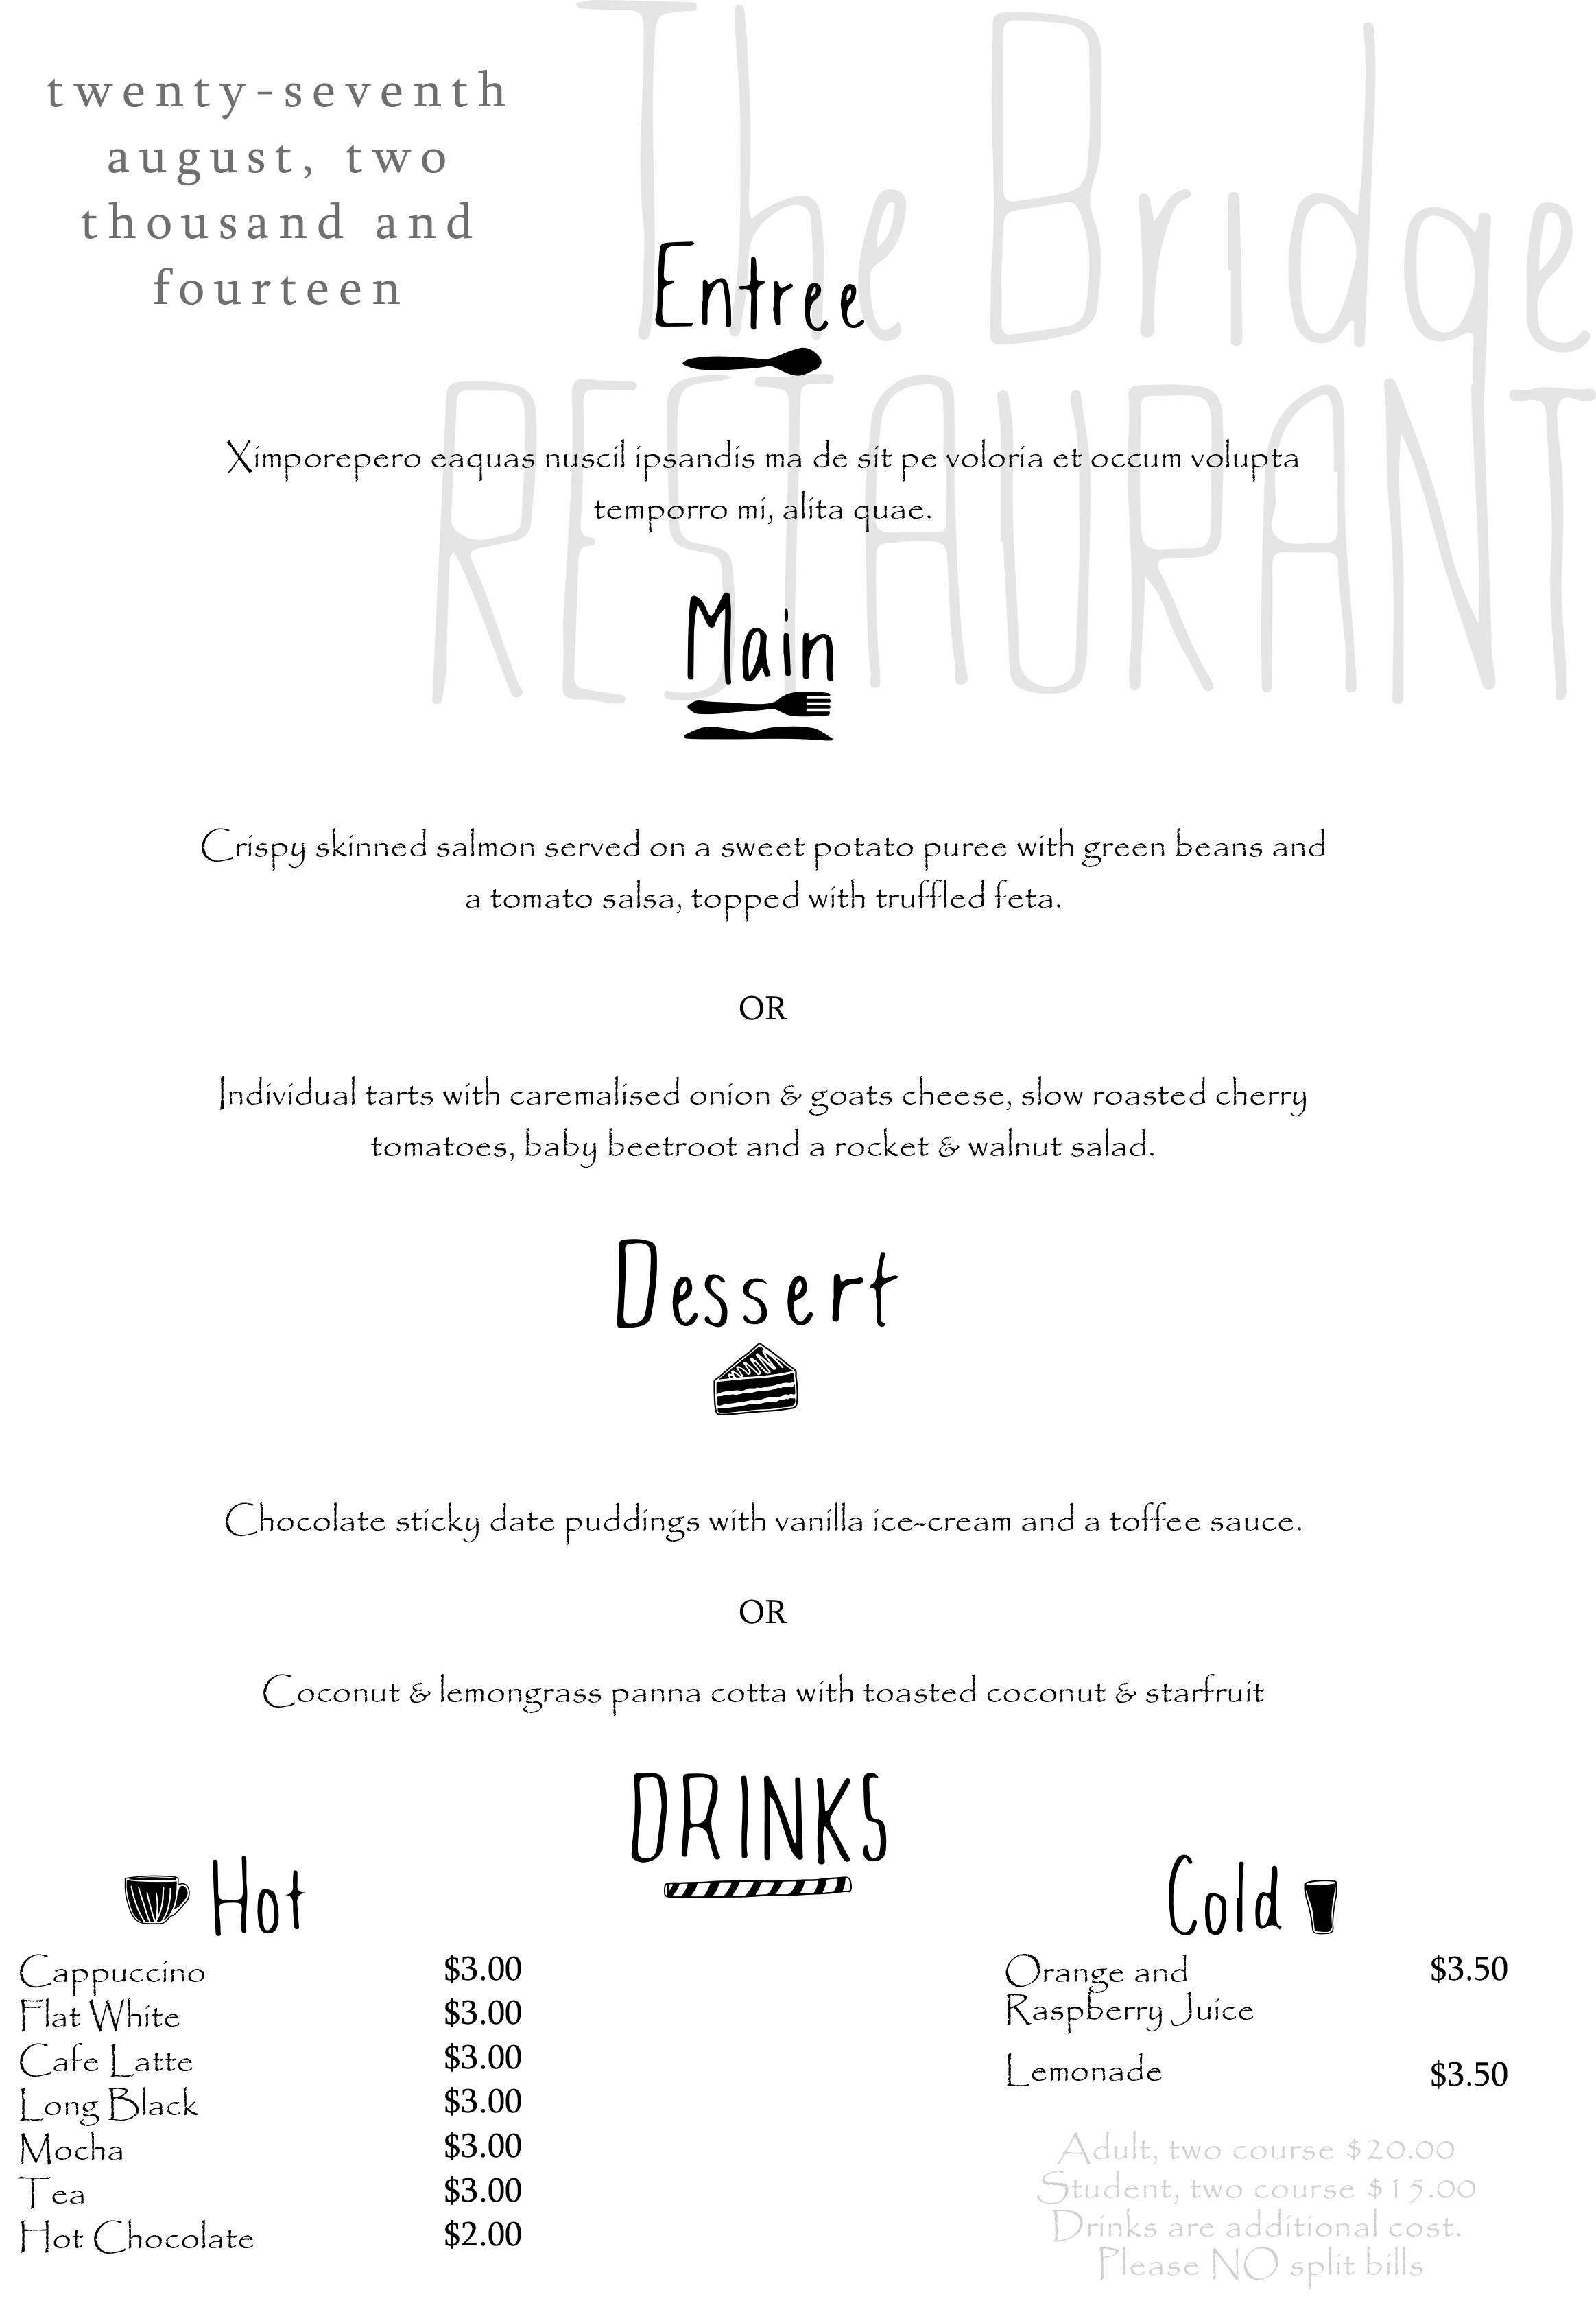 twenty-seventh
august, two
thousand and
fourteen
The Bridge
RESTAURANT
Entree
Ximporepero eaquas nuscil ipsandis ma de sit pe voloria et occum volupta
temporro mi, alita quae.
Main
Crispy skinned salmon served on a sweet potato puree with green beans and
a tomato salsa, topped with truffled feta.
OR
Individual tarts with caremalised onion & goats cheese, slow roasted cherry
tomatoes, baby beetroot and a rocket & walnut salad.
Dessert
Chocolate sticky date puddings with vanilla ice-cream and a toffee sauce.
OR
Coconut & lemongrass panna cotta with toasted coconut & starfruit
DRINKS
Hot
Cappuccino $3.00
Flat White $3.00
Cafe Latte $3.00
Long Black $3.00
Mocha $3.00
Tea $3.00
Hot Chocolate $2.00
Cold
Orange and $3.50
Raspberry Juice
Lemonade $3.50
Adult, two course $20.00
Student, two course $15.00
Drinks are additional cost.
Please NO split bills